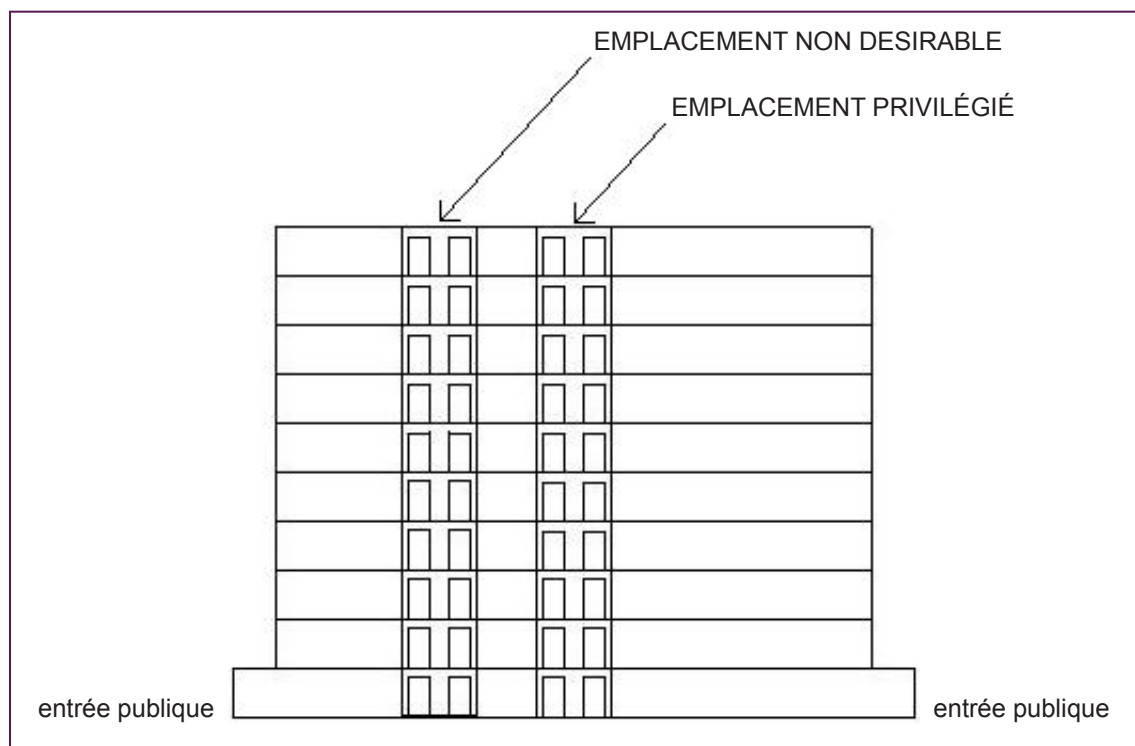 EMPLACEMENT NON DESIRABLE
EMPLACEMENT PRIVILÉGIÉ
entrée publique
entrée publique